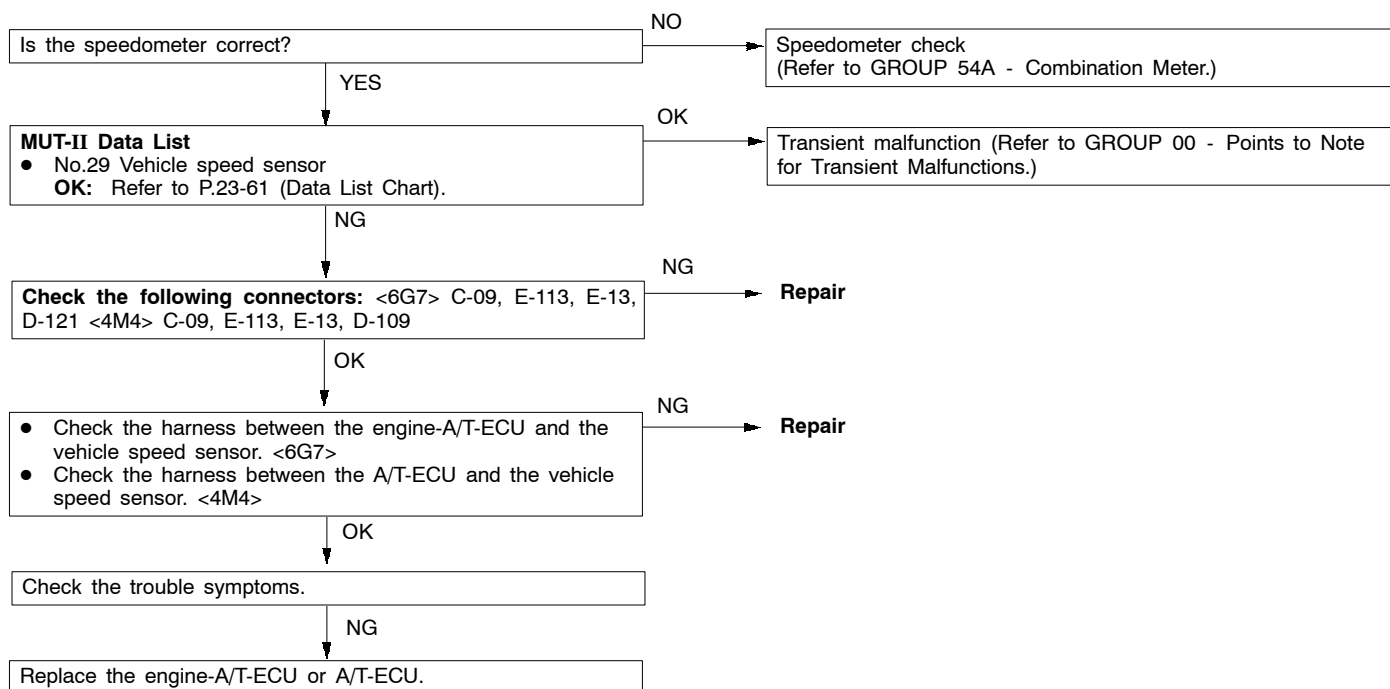 NO
Is the speedometer correct?
Speedometer check
(Refer to GROUP 54A - Combination Meter.)
YES
OK
MUT-II Data List
● No.29 Vehicle speed sensor
OK: Refer to P.23-61 (Data List Chart).
Transient malfunction (Refer to GROUP 00 - Points to Note
for Transient Malfunctions.)
NG
NG
Check the following connectors: <6G7> C-09, E-113, E-13,
D-121 <4M4> C-09, E-113, E-13, D-109
Repair
OK
NG
● Check the harness between the engine-A/T-ECU and the
vehicle speed sensor. <6G7>
● Check the harness between the A/T-ECU and the vehicle
speed sensor. <4M4>
Repair
OK
Check the trouble symptoms.
NG
Replace the engine-A/T-ECU or A/T-ECU.